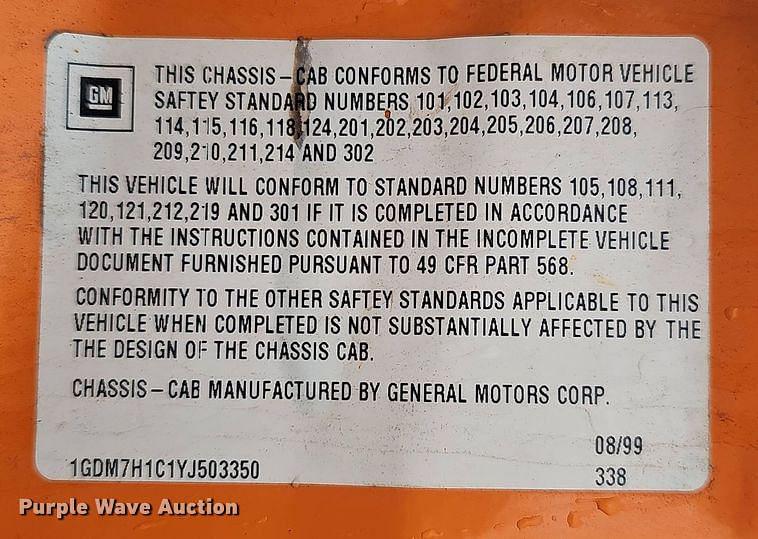 GM
THIS CHASSIS-CAB CONFORMS TO FEDERAL MOTOR VEHICLE
SAFTEY STANDARD NUMBERS 101,102,103,104,106,107,113,
114,115,116,118,124,201,202,203,204,205,206,207,208,
209,210,211,214 AND 302
THIS VEHICLE WILL CONFORM TO STANDARD NUMBERS 105,108,111,
120,121,212,219 AND 301 IF IT IS COMPLETED IN ACCORDANCE
WITH THE INSTRUCTIONS CONTAINED IN THE INCOMPLETE VEHICLE
DOCUMENT FURNISHED PURSUANT TO 49 CFR PART 568.
CONFORMITY TO THE OTHER SAFTEY STANDARDS APPLICABLE TO THIS
VEHICLE WHEN COMPLETED IS NOT SUBSTANTIALLY AFFECTED BY THE
THE DESIGN OF THE CHASSIS CAB.
CHASSIS-CAB MANUFACTURED BY GENERAL MOTORS CORP.
08/99
1GDM7H1C1YJ503350
338
Purple Wave Auction